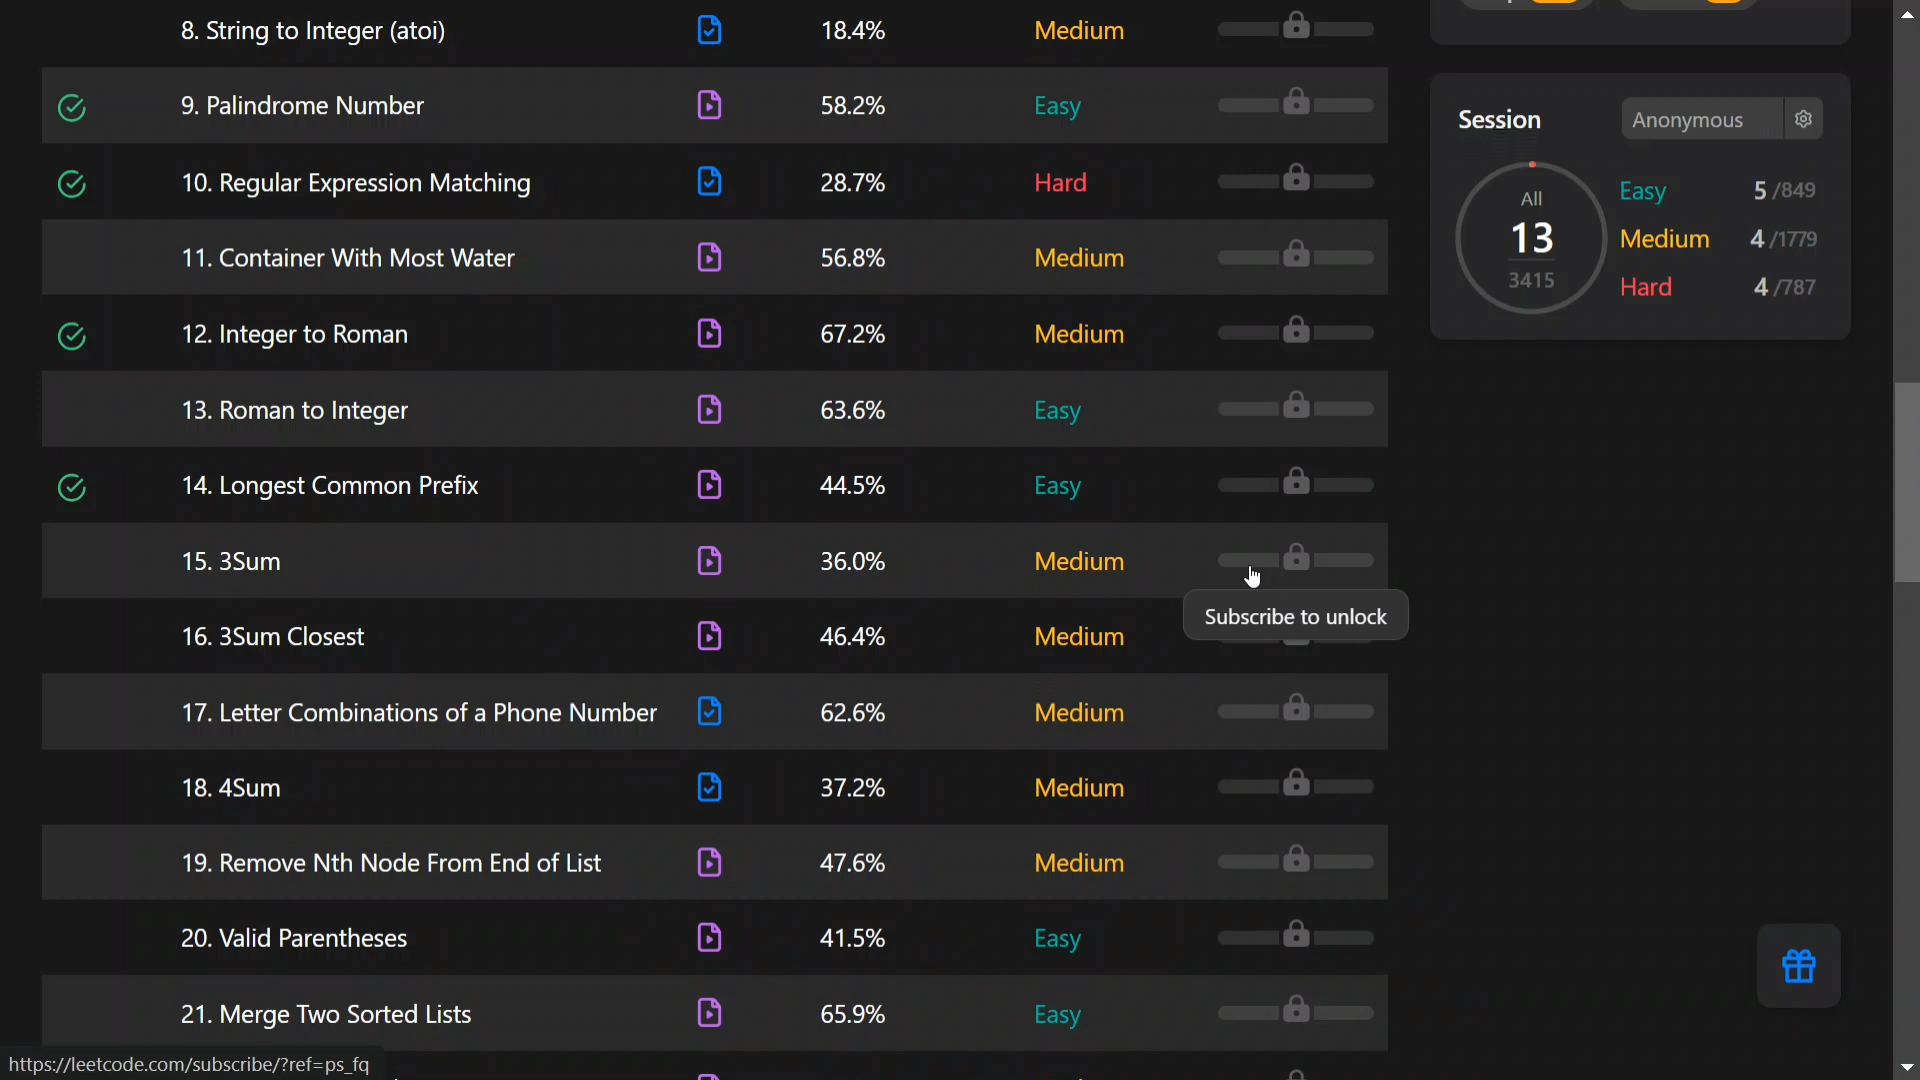 8. String to Integer (atoi) 18.4% Medium
9. Palindrome Number 58.2% Easy
10. Regular Expression Matching 28.7% Hard
11. Container With Most Water 56.8% Medium
12. Integer to Roman 67.2% Medium
13. Roman to Integer 63.6% Easy
14. Longest Common Prefix 44.5% Easy
15. 3Sum 36.0% Medium
Subscribe to unlock
16. 3Sum Closest 46.4% Medium
17. Letter Combinations of a Phone Number 62.6% Medium
18. 4Sum 37.2% Medium
19. Remove Nth Node From End of List 47.6% Medium
20. Valid Parentheses 41.5% Easy
21. Merge Two Sorted Lists 65.9% Easy
https://leetcode.com/subscribe/?ref=ps_fq
Session Anonymous
All
13
3415
Easy 5/849
Medium 4/1779
Hard 4/787